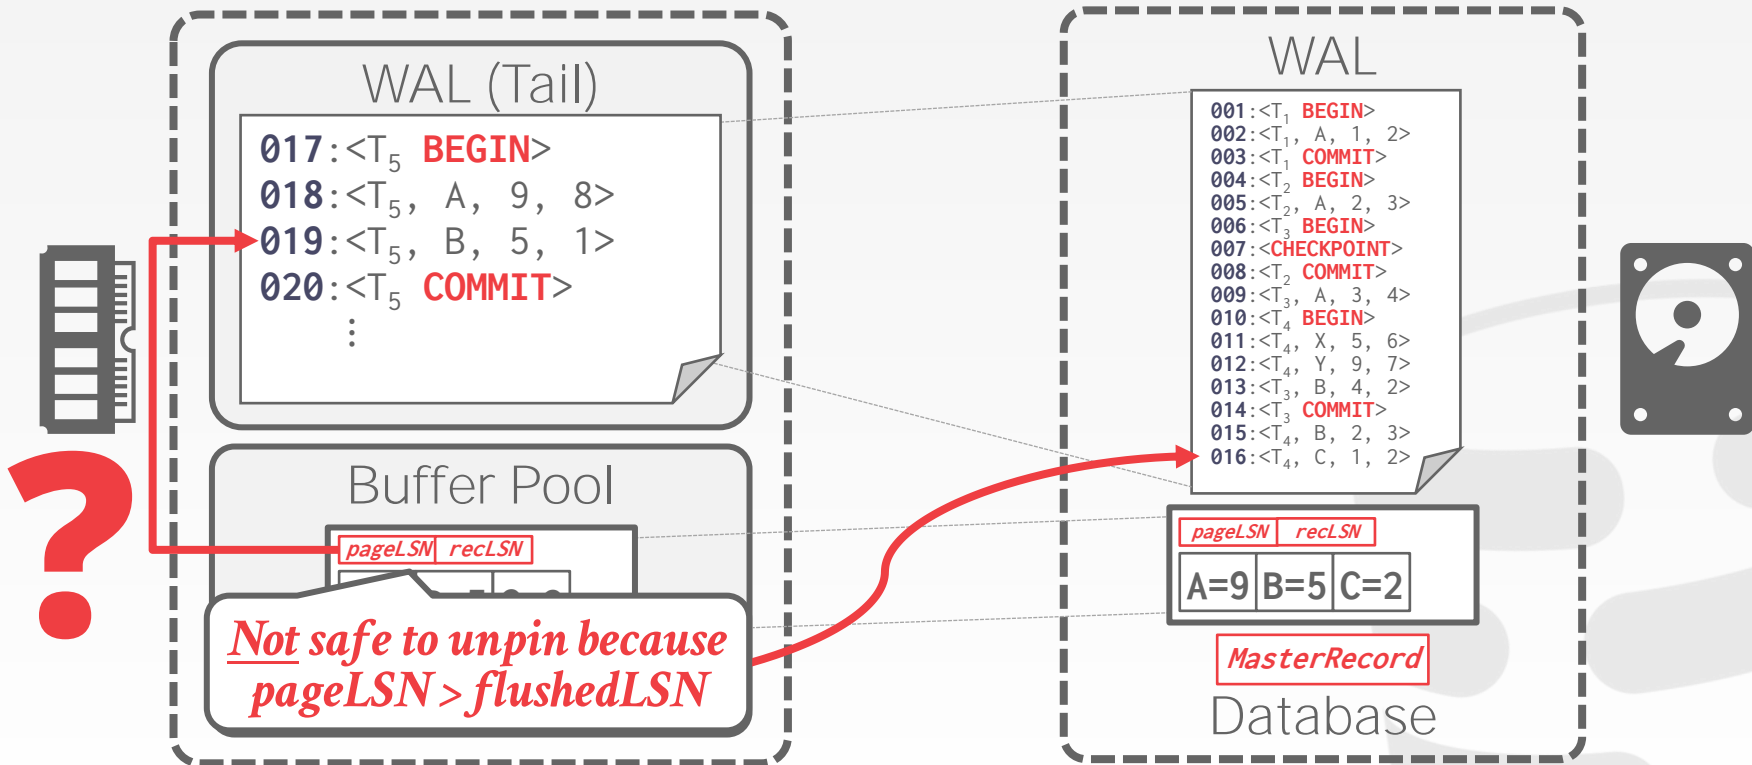 WAL (Tail)
017:<T5 BEGIN>
018:<T5, A, 9, 8>
019:<T5, B, 5, 1>
020:<T5 COMMIT>
⋮
?
Buffer Pool
pageLSN recLSN
Not safe to unpin because
pageLSN > flushedLSN
WAL
001:<T1 BEGIN>
002:<T1, A, 1, 2>
003:<T1 COMMIT>
004:<T2 BEGIN>
005:<T2, A, 2, 3>
006:<T3 BEGIN>
007:<CHECKPOINT>
008:<T2 COMMIT>
009:<T3, A, 3, 4>
010:<T4 BEGIN>
011:<T4, X, 5, 6>
012:<T4, Y, 9, 7>
013:<T3, B, 4, 2>
014:<T3 COMMIT>
015:<T4, B, 2, 3>
016:<T4, C, 1, 2>
pageLSN recLSN
A=9 B=5 C=2
MasterRecord
Database